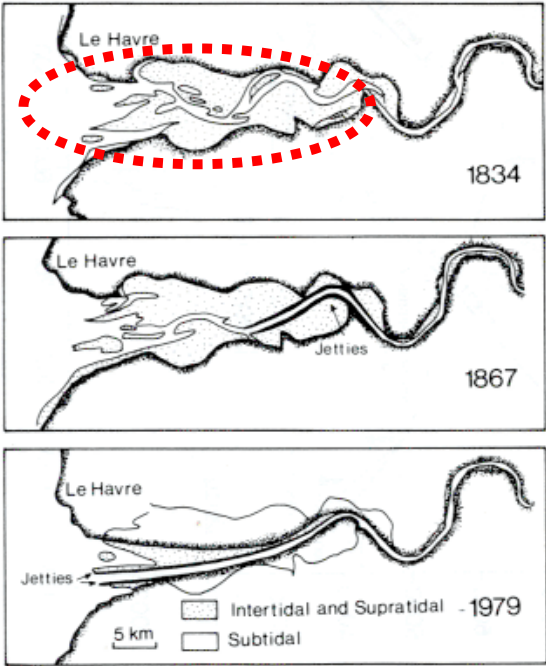 Le Havre
1834
Le Havre
Jetties
1867
Le Havre
Jetties
Intertidal and Supratidal - 1979
5 km
Subtidal